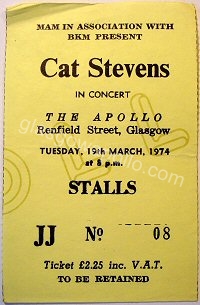 MAM IN ASSOCIATION WITH
BKM PRESENT
Cat Stevens
IN CONCERT
THE APOLLO
Renfield Street, Glasgow
TUESDAY, 19th MARCH, 1974
at 8 p.m.
STALLS
JJ No 08
Ticket £2.25 inc. V.A.T.
TO BE RETAINED